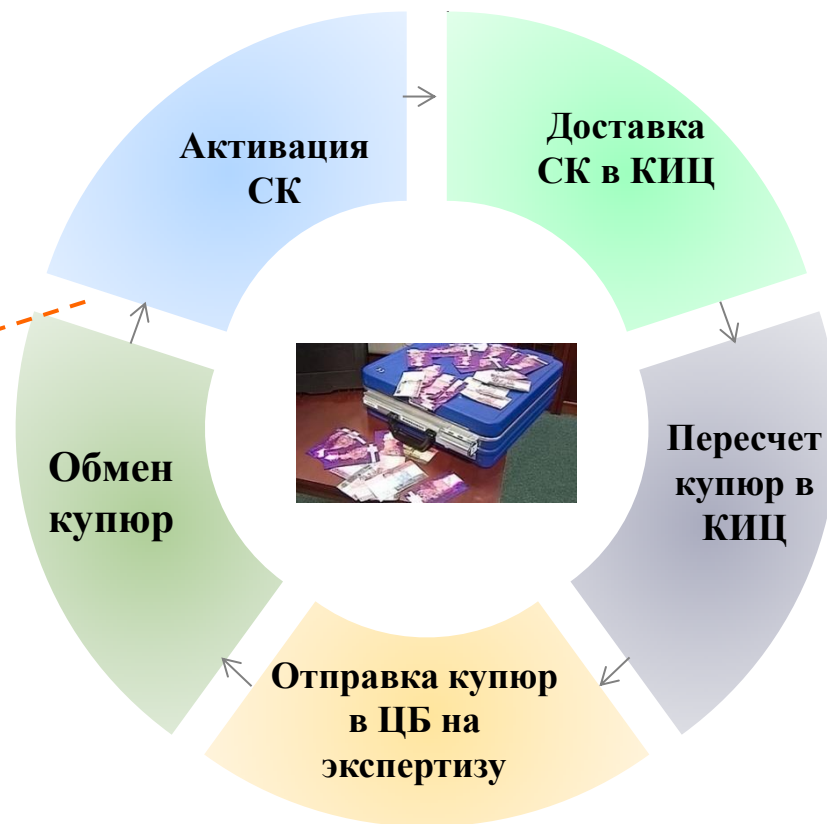 Активация
СК
Доставка
СК в КИЦ
Пересчет
купюр в
КИЦ
Отправка купюр
в ЦБ на
экспертизу
Обмен
купюр